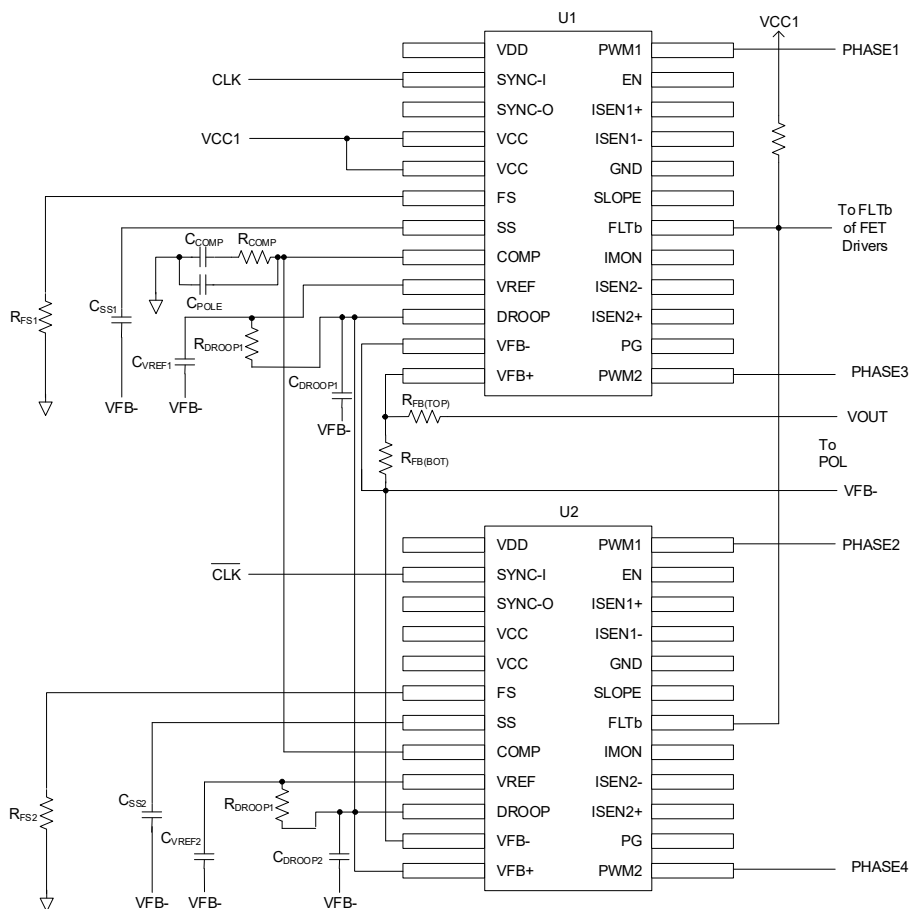 U1
VCC1
VDD PWM1 PHASE1
CLK SYNC-I EN
SYNC-O ISEN1+
VCC1 VCC ISEN1-
VCC GND
FS SLOPE
SS FLTb
To FLTb
of FET
Drivers
CCOMP RCOMP
COMP IMON
CPOLE
VREF ISEN2-
RFS1
CSS1
DROOP ISEN2+
RDROOP1
CVREF1
VFB- PG
CDROOP1
VFB+ PWM2 PHASE3
VFB- VFB-
VFB-
RFB(TOP) VOUT
RFB(BOT)
To
POL
VFB-
U2
VDD PWM1 PHASE2
CLK SYNC-I EN
SYNC-O ISEN1+
VCC ISEN1-
VCC GND
FS SLOPE
SS FLTb
COMP IMON
VREF ISEN2-
RFS2
CSS2
RDROOP1
DROOP ISEN2+
CVREF2
VFB- PG
CDROOP2
VFB+ PWM2 PHASE4
VFB- VFB- VFB-